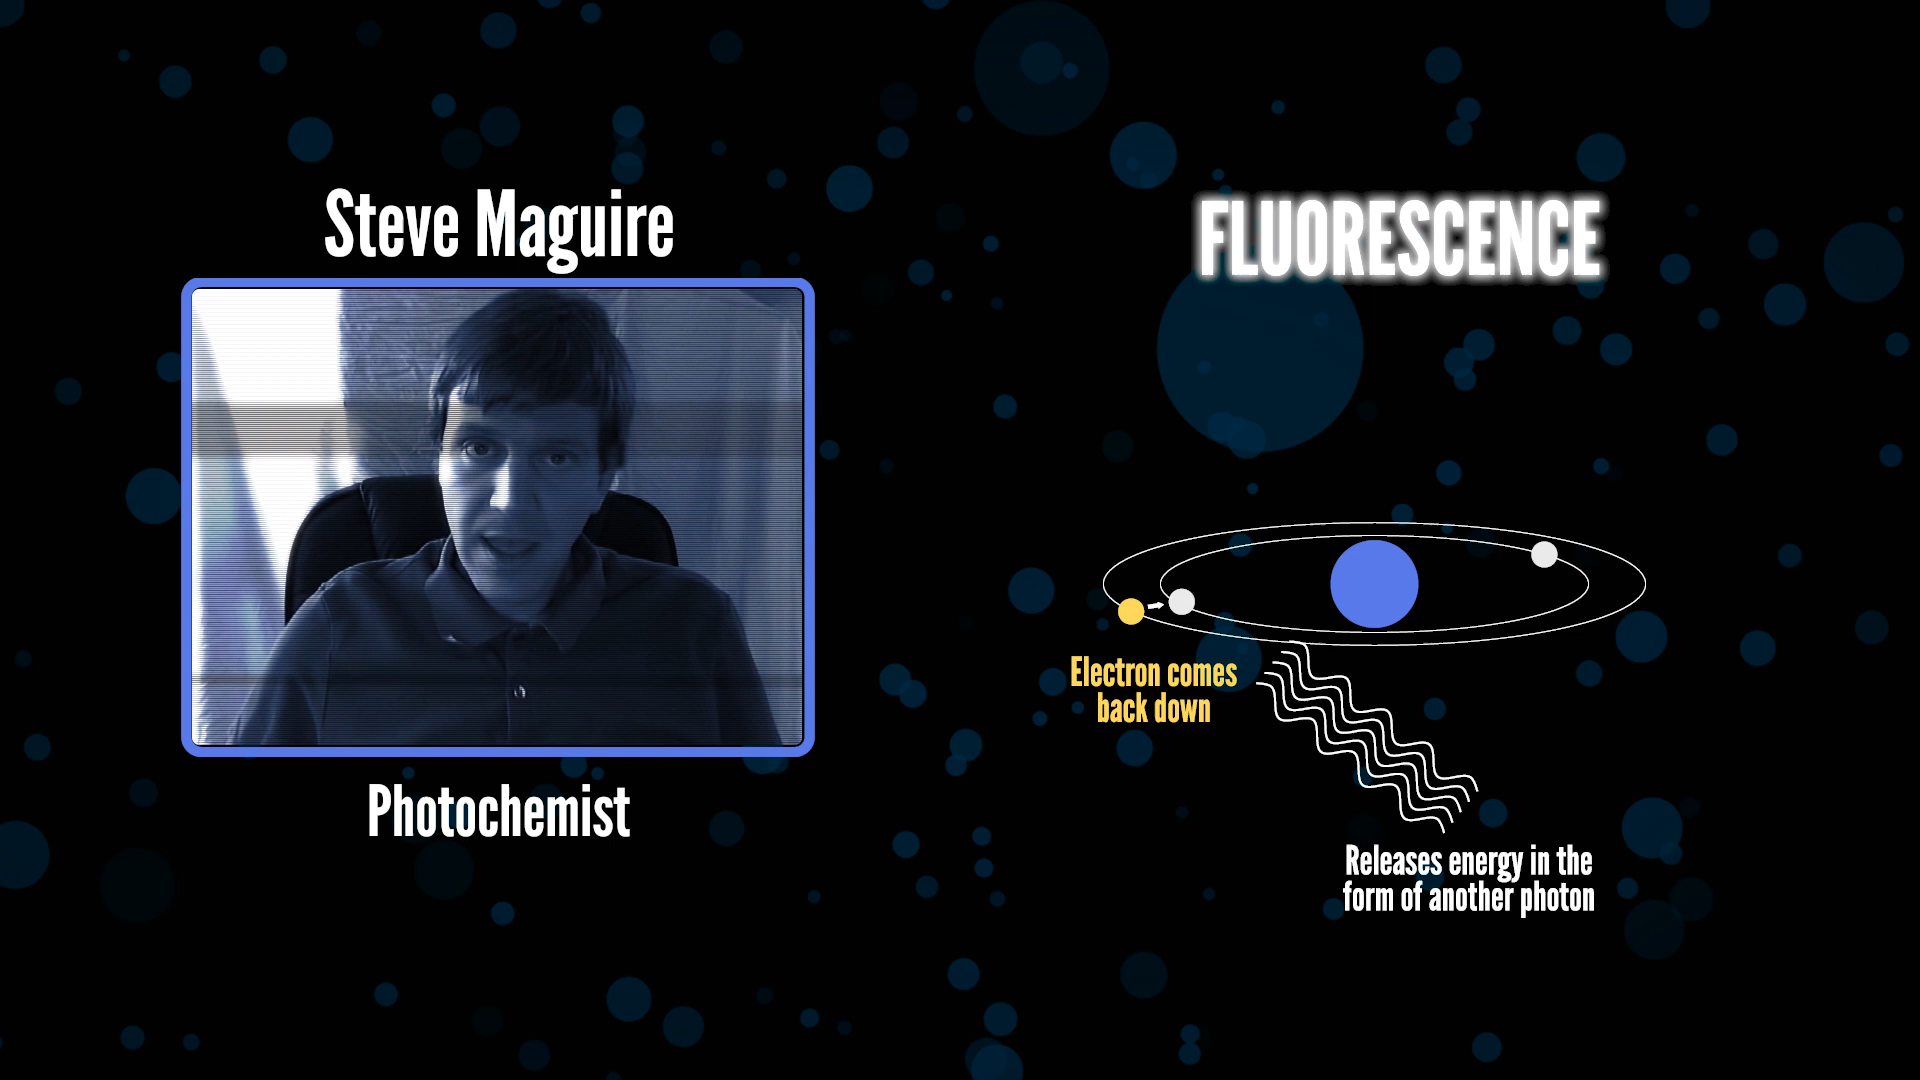 Steve Maguire
Photochemist
FLUORESCENCE
Electron comes
back down
Releases energy in the
form of another photon